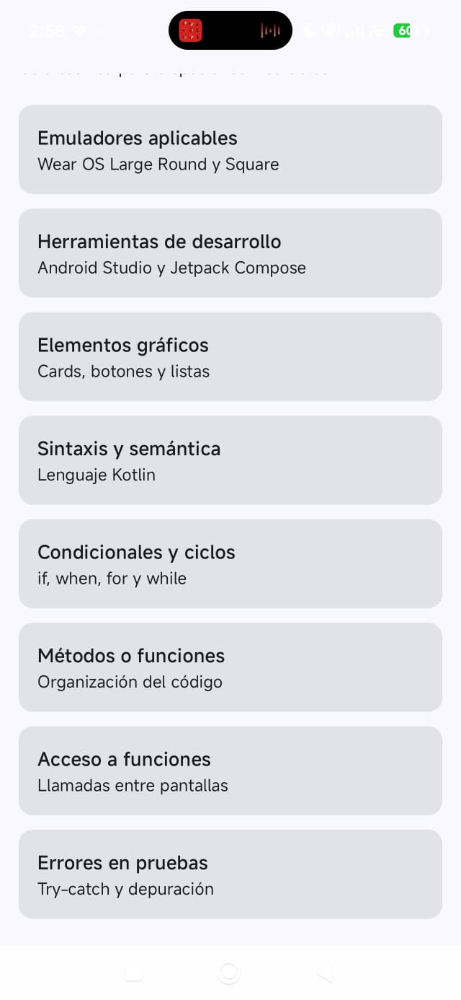 2:58
60
Emuladores aplicables
Wear OS Large Round y Square
Herramientas de desarrollo
Android Studio y Jetpack Compose
Elementos gráficos
Cards, botones y listas
Sintaxis y semántica
Lenguaje Kotlin
Condicionales y ciclos
if, when, for y while
Métodos o funciones
Organización del código
Acceso a funciones
Llamadas entre pantallas
Errores en pruebas
Try-catch y depuración